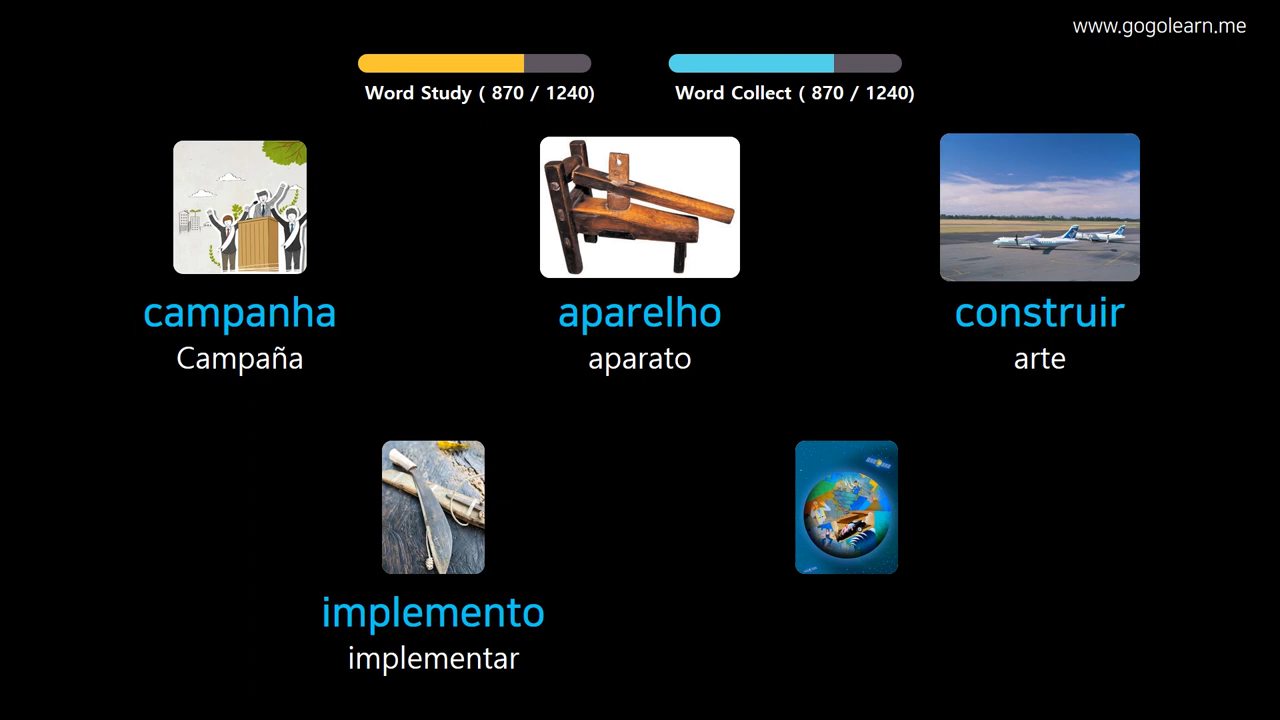 www.gogolearn.me
Word Study ( 870 / 1240)
Word Collect ( 870 / 1240)
campanha
Campaña
aparelho
aparato
construir
arte
implemento
implementar